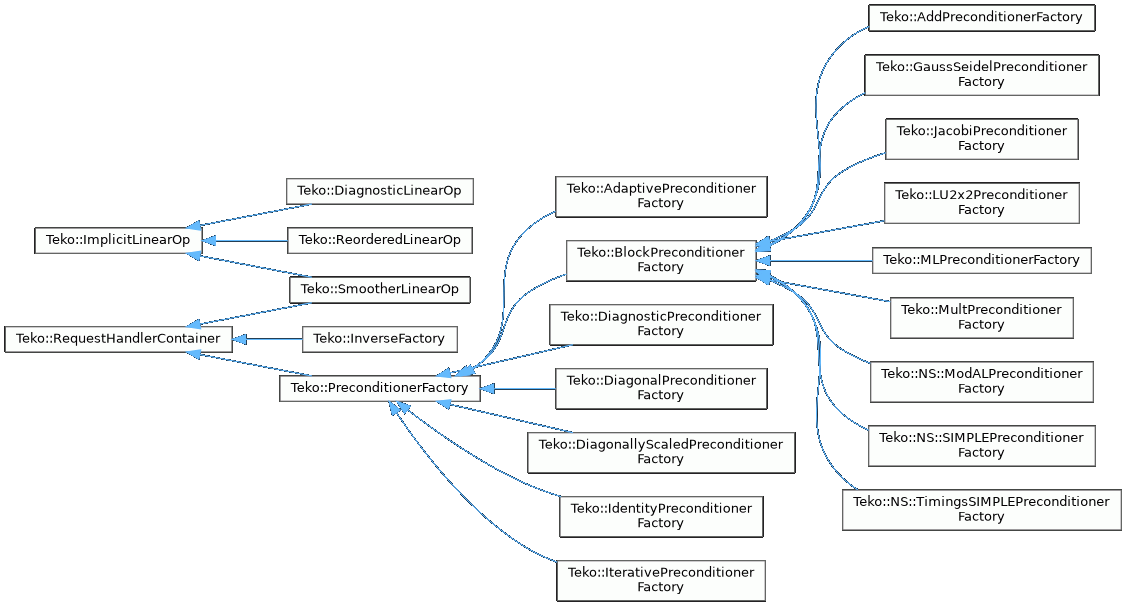 Teko::ImplicitLinearOp
Teko::RequestHandlerContainer
Teko::DiagnosticLinearOp
Teko::ReorderedLinearOp
Teko::SmootherLinearOp
Teko::InverseFactory
Teko::PreconditionerFactory
Teko::AdaptivePreconditioner
Factory
Teko::BlockPreconditioner
Factory
Teko::DiagnosticPreconditioner
Factory
Teko::DiagonalPreconditioner
Factory
Teko::DiagonallyScaledPreconditioner
Factory
Teko::IdentityPreconditioner
Factory
Teko::IterativePreconditioner
Factory
Teko::AddPreconditionerFactory
Teko::GaussSeidelPreconditioner
Factory
Teko::JacobiPreconditioner
Factory
Teko::LU2x2Preconditioner
Factory
Teko::MLPreconditionerFactory
Teko::MultPreconditioner
Factory
Teko::NS::ModALPreconditioner
Factory
Teko::NS::SIMPLEPreconditioner
Factory
Teko::NS::TimingsSIMPLEPreconditioner
Factory